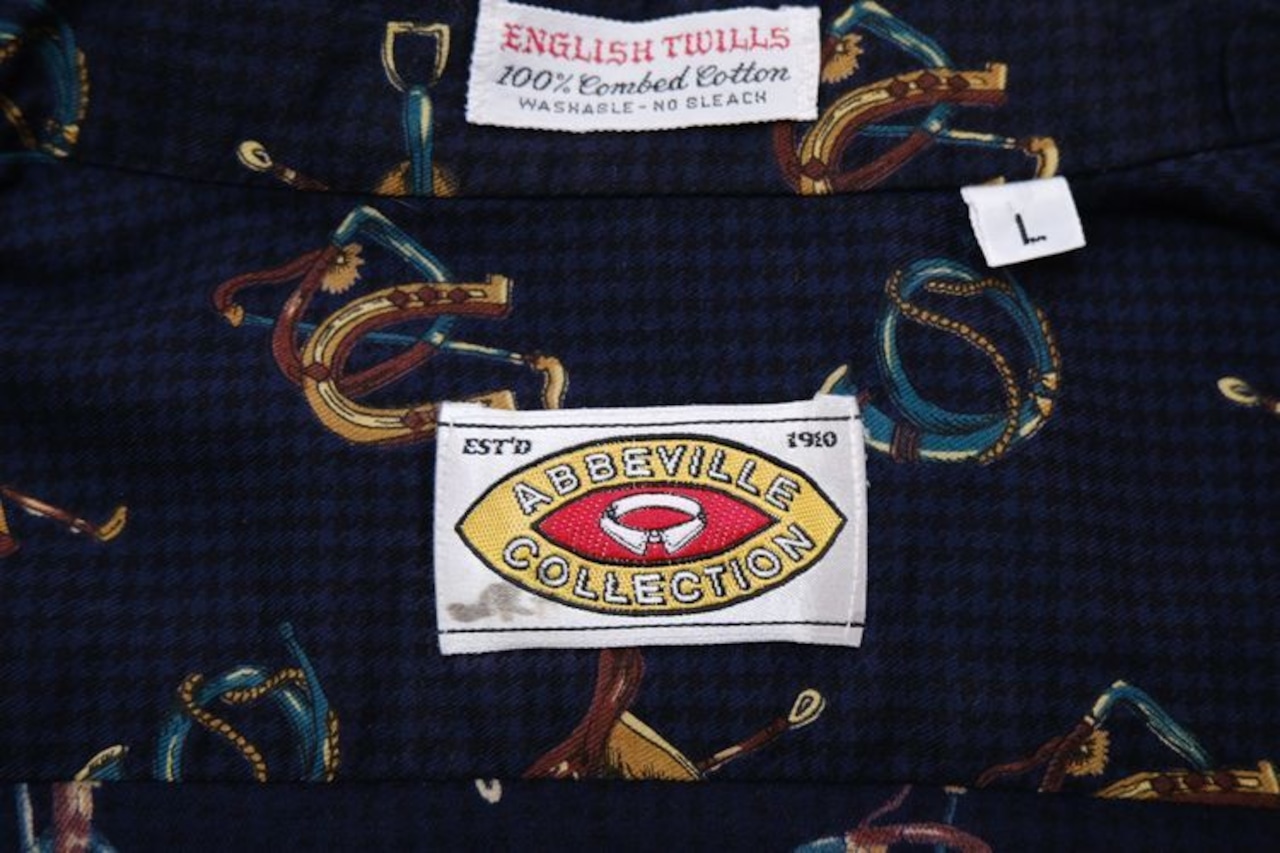 ENGLISH TWILLS
100% Combed Cotton
WASHABLE - NO BLEACH
L
EST'D 1910
ABBEVILLE
COLLECTION